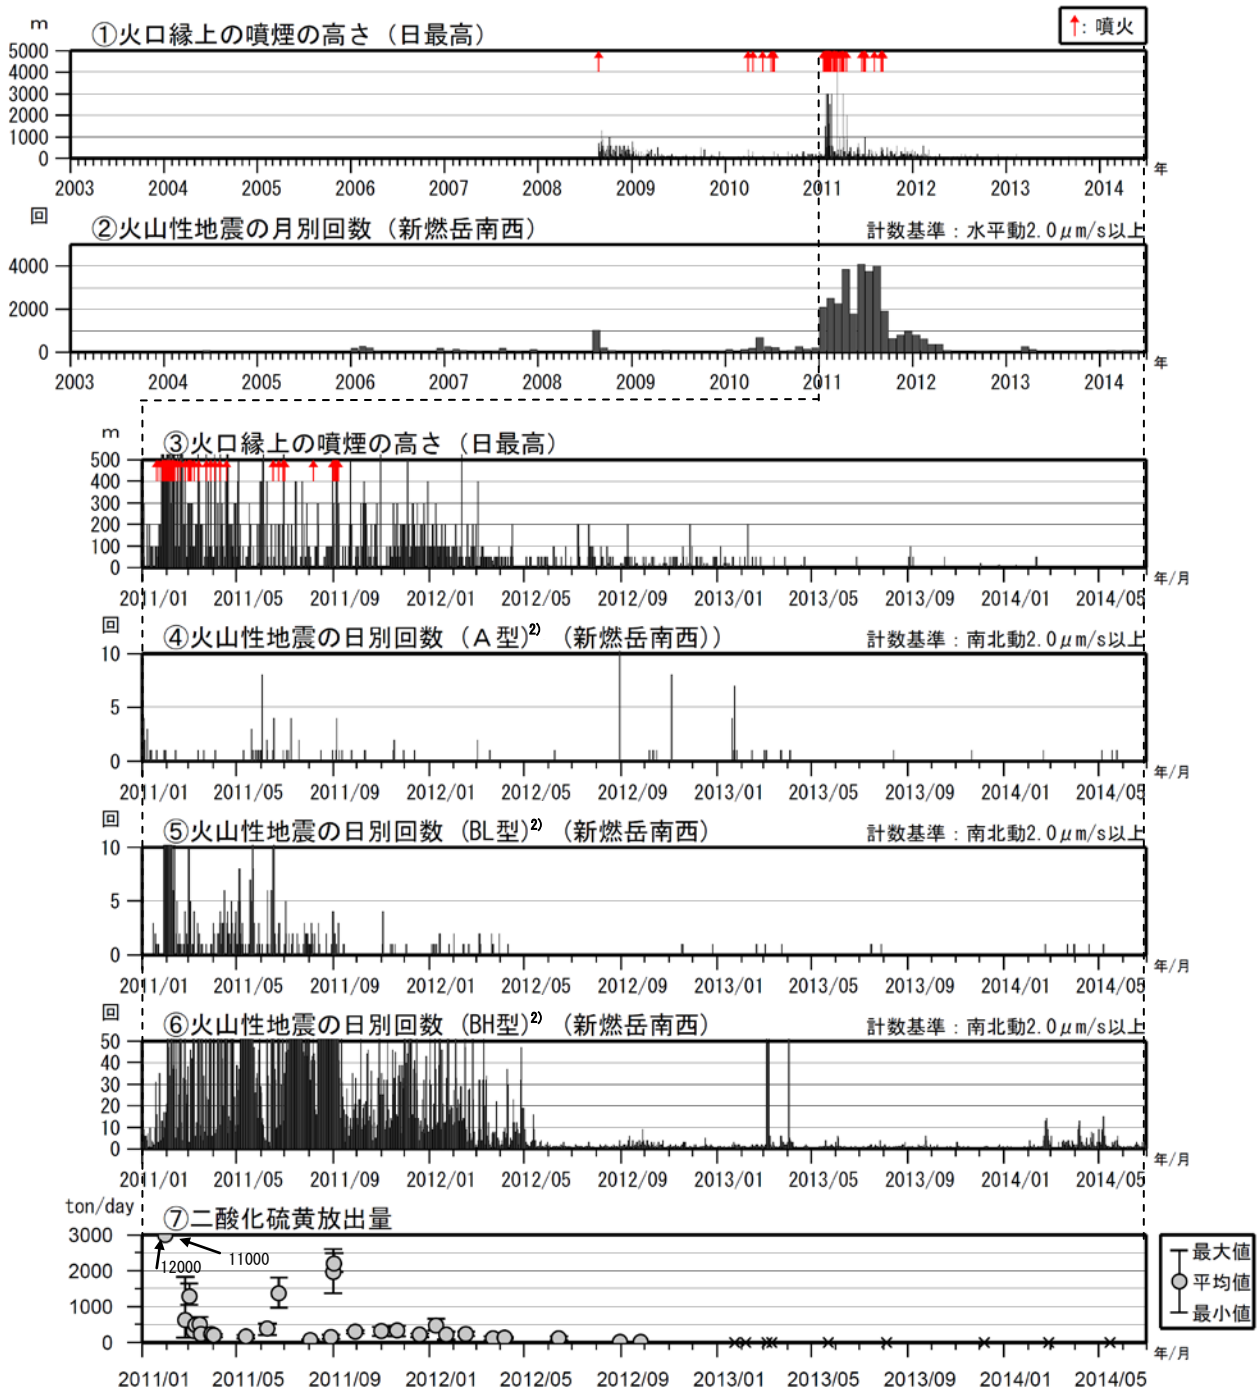 m
①火口縁上の噴煙の高さ（日最高）
↑: 噴火
5000
4000
3000
2000
1000
0
2003 2004 2005 2006 2007 2008 2009 2010 2011 2012 2013 2014 年
回
②火山性地震の月別回数（新燃岳南西）
計数基準：水平動2.0μm/s以上
4000
2000
0
2003 2004 2005 2006 2007 2008 2009 2010 2011 2012 2013 2014 年
m
③火口縁上の噴煙の高さ（日最高）
500
400
300
200
100
0
2011/01 2011/05 2011/09 2012/01 2012/05 2012/09 2013/01 2013/05 2013/09 2014/01 2014/05 年/月
回
④火山性地震の日別回数（A型）2)（新燃岳南西））
計数基準：南北動2.0μm/s以上
10
5
0
2011/01 2011/05 2011/09 2012/01 2012/05 2012/09 2013/01 2013/05 2013/09 2014/01 2014/05 年/月
回
⑤火山性地震の日別回数（BL型）2)（新燃岳南西）
計数基準：南北動2.0μm/s以上
10
5
0
2011/01 2011/05 2011/09 2012/01 2012/05 2012/09 2013/01 2013/05 2013/09 2014/01 2014/05 年/月
回
⑥火山性地震の日別回数（BH型）2)（新燃岳南西）
計数基準：南北動2.0μm/s以上
50
40
30
20
10
0
2011/01 2011/05 2011/09 2012/01 2012/05 2012/09 2013/01 2013/05 2013/09 2014/01 2014/05 年/月
ton/day
⑦二酸化硫黄放出量
3000
2000
1000
0
12000
11000
最大値
平均値
最小値
2011/01 2011/05 2011/09 2012/01 2012/05 2012/09 2013/01 2013/05 2013/09 2014/01 2014/05 年/月